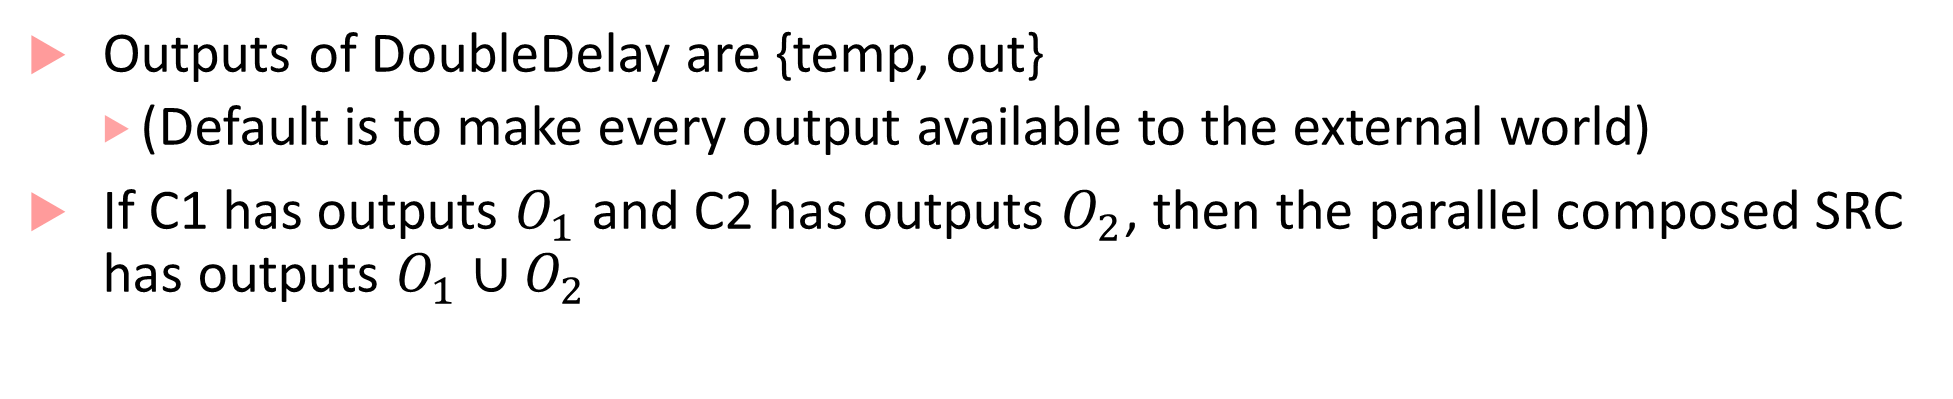 Outputs of DoubleDelay are {temp, out}
(Default is to make every output available to the external world)
If C1 has outputs 𝑂₁ and C2 has outputs 𝑂₂, then the parallel composed SRC
has outputs 𝑂₁ ∪ 𝑂₂